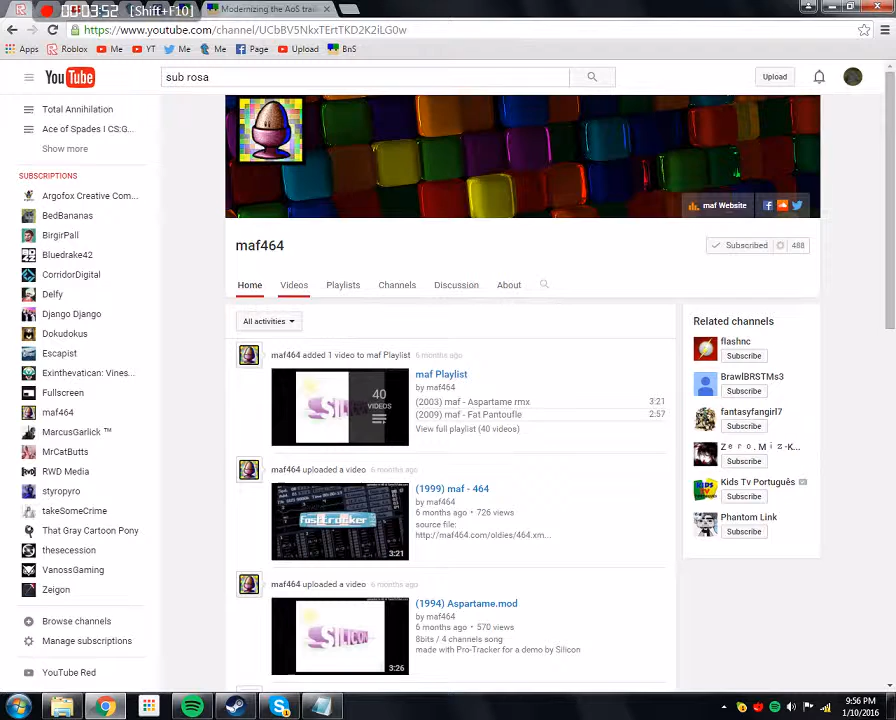 00:03:52 [Shift+F10] Modernizing the AoS trail
https://www.youtube.com/channel/UCbBV5NkxTErtTKD2K2iLG0w
Apps Roblox Me YT Me Me Page Upload BnS
YouTube sub rosa Upload
Total Annihilation
Ace of Spades I CS:G...
Show more
SUBSCRIPTIONS
Argofox Creative Com...
BedBananas
BirgirPall
Bluedrake42
CorridorDigital
Delfy
Django Django
Dokudokus
Escapist
Exinthevatican: Vines...
Fullscreen
maf464
MarcusGarlick ™
MrCatButts
RWD Media
styropyro
takeSomeCrime
That Gray Cartoon Pony
thesecession
VanossGaming
Zeigon
Browse channels
Manage subscriptions
YouTube Red
maf Website
maf464
Subscribed 488
Home Videos Playlists Channels Discussion About
All activities
maf464 added 1 video to maf Playlist 6 months ago
40
VIDEOS
maf Playlist
by maf464
(2003) maf - Aspartame rmx 3:21
(2009) maf - Fat Pantoufle 2:57
View full playlist (40 videos)
maf464 uploaded a video 6 months ago
3:21
(1999) maf - 464
by maf464
6 months ago • 726 views
source file:
http://maf464.com/oldies/464.xm...
maf464 uploaded a video 6 months ago
SILICON
3:26
(1994) Aspartame.mod
by maf464
6 months ago • 570 views
8bits / 4 channels song
made with Pro-Tracker for a demo by Silicon
Related channels
flashnc
Subscribe
BrawlBRSTMs3
Subscribe
fantasyfangirl7
Subscribe
Z e r o . M i z -K...
Subscribe
Kids Tv Português
Subscribe
Phantom Link
Subscribe
9:56 PM
1/10/2016